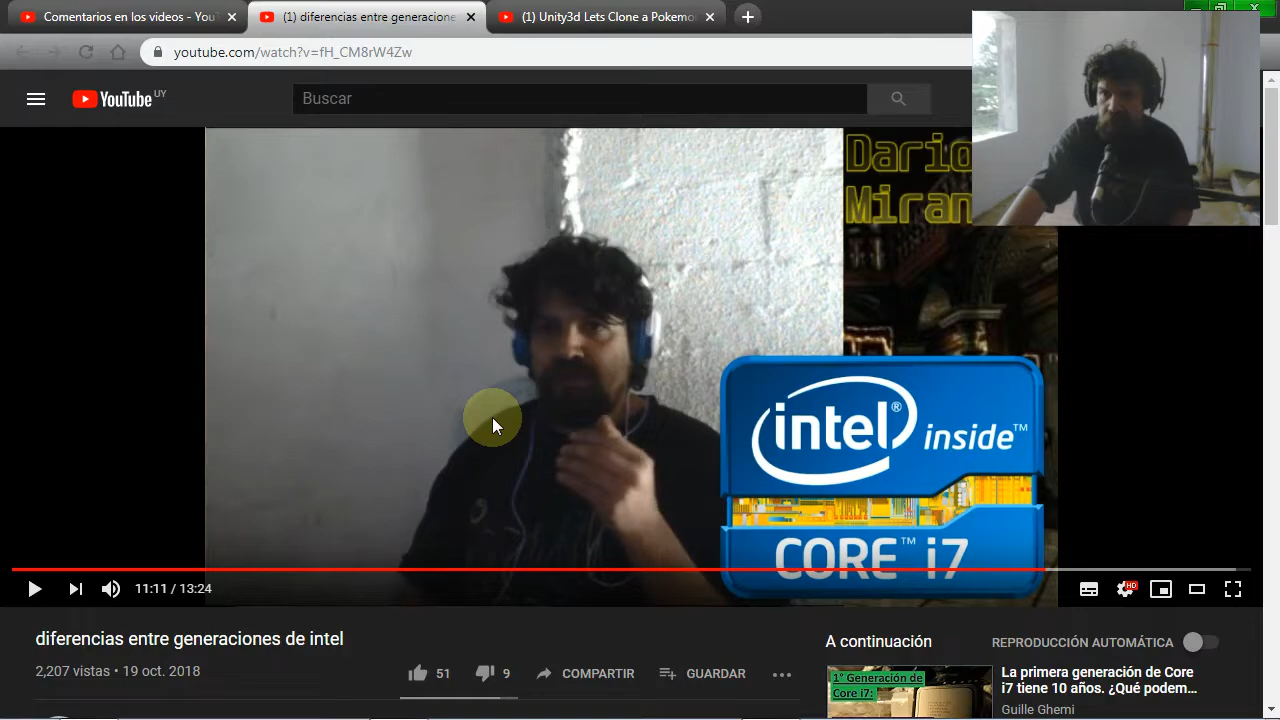 Comentarios en los videos - YouT
(1) diferencias entre generacione
(1) Unity3d Lets Clone a Pokemo
youtube.com/watch?v=fH_CM8rW4Zw
YouTube UY
Buscar
Dario
Miran
intel® inside™
CORE™ i7
11:11 / 13:24
HD
diferencias entre generaciones de intel
2,207 vistas • 19 oct. 2018
51
9
COMPARTIR
GUARDAR
A continuación
REPRODUCCIÓN AUTOMÁTICA
1° Generación de
Core i7:
La primera generación de Core
i7 tiene 10 años. ¿Qué podem...
Guille Ghemi